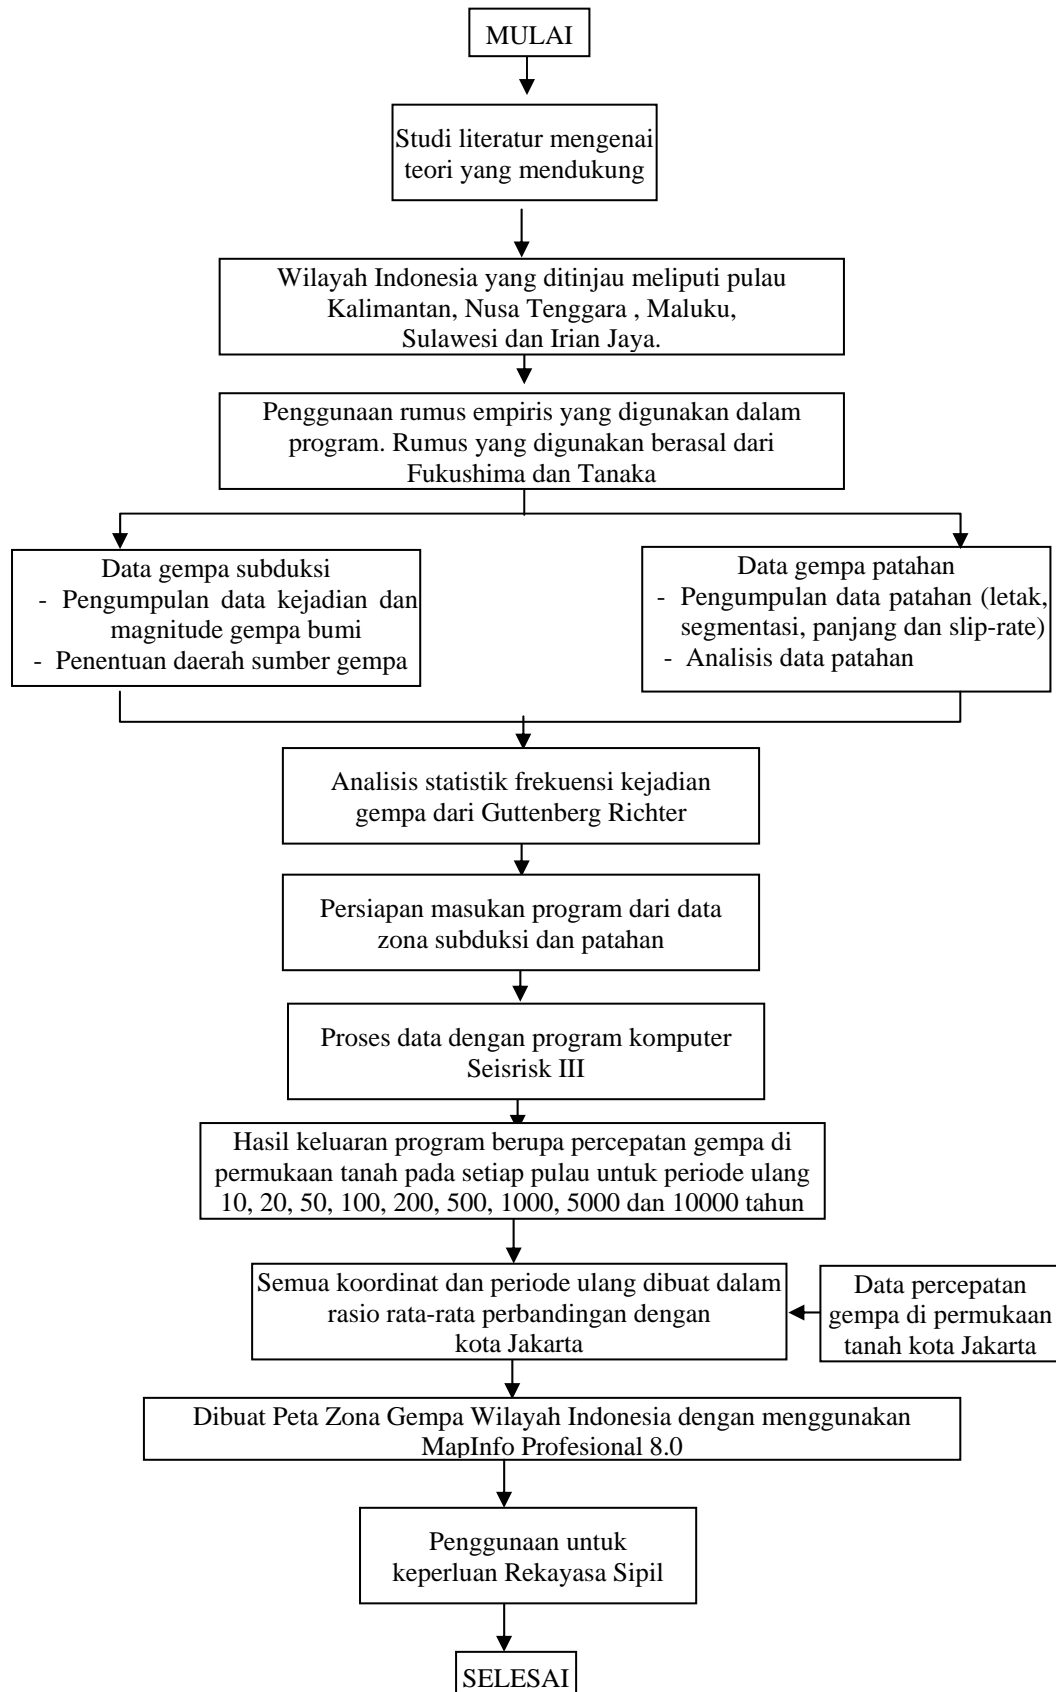 MULAI
Studi literatur mengenai
teori yang mendukung
Wilayah Indonesia yang ditinjau meliputi pulau
Kalimantan, Nusa Tenggara , Maluku,
Sulawesi dan Irian Jaya.
Penggunaan rumus empiris yang digunakan dalam
program. Rumus yang digunakan berasal dari
Fukushima dan Tanaka
Data gempa subduksi
- Pengumpulan data kejadian dan
magnitude gempa bumi
- Penentuan daerah sumber gempa
Data gempa patahan
- Pengumpulan data patahan (letak,
segmentasi, panjang dan slip-rate)
- Analisis data patahan
Analisis statistik frekuensi kejadian
gempa dari Guttenberg Richter
Persiapan masukan program dari data
zona subduksi dan patahan
Proses data dengan program komputer
Seisrisk III
Hasil keluaran program berupa percepatan gempa di
permukaan tanah pada setiap pulau untuk periode ulang
10, 20, 50, 100, 200, 500, 1000, 5000 dan 10000 tahun
Semua koordinat dan periode ulang dibuat dalam
rasio rata-rata perbandingan dengan
kota Jakarta
Data percepatan
gempa di permukaan
tanah kota Jakarta
Dibuat Peta Zona Gempa Wilayah Indonesia dengan menggunakan
MapInfo Profesional 8.0
Penggunaan untuk
keperluan Rekayasa Sipil
SELESAI